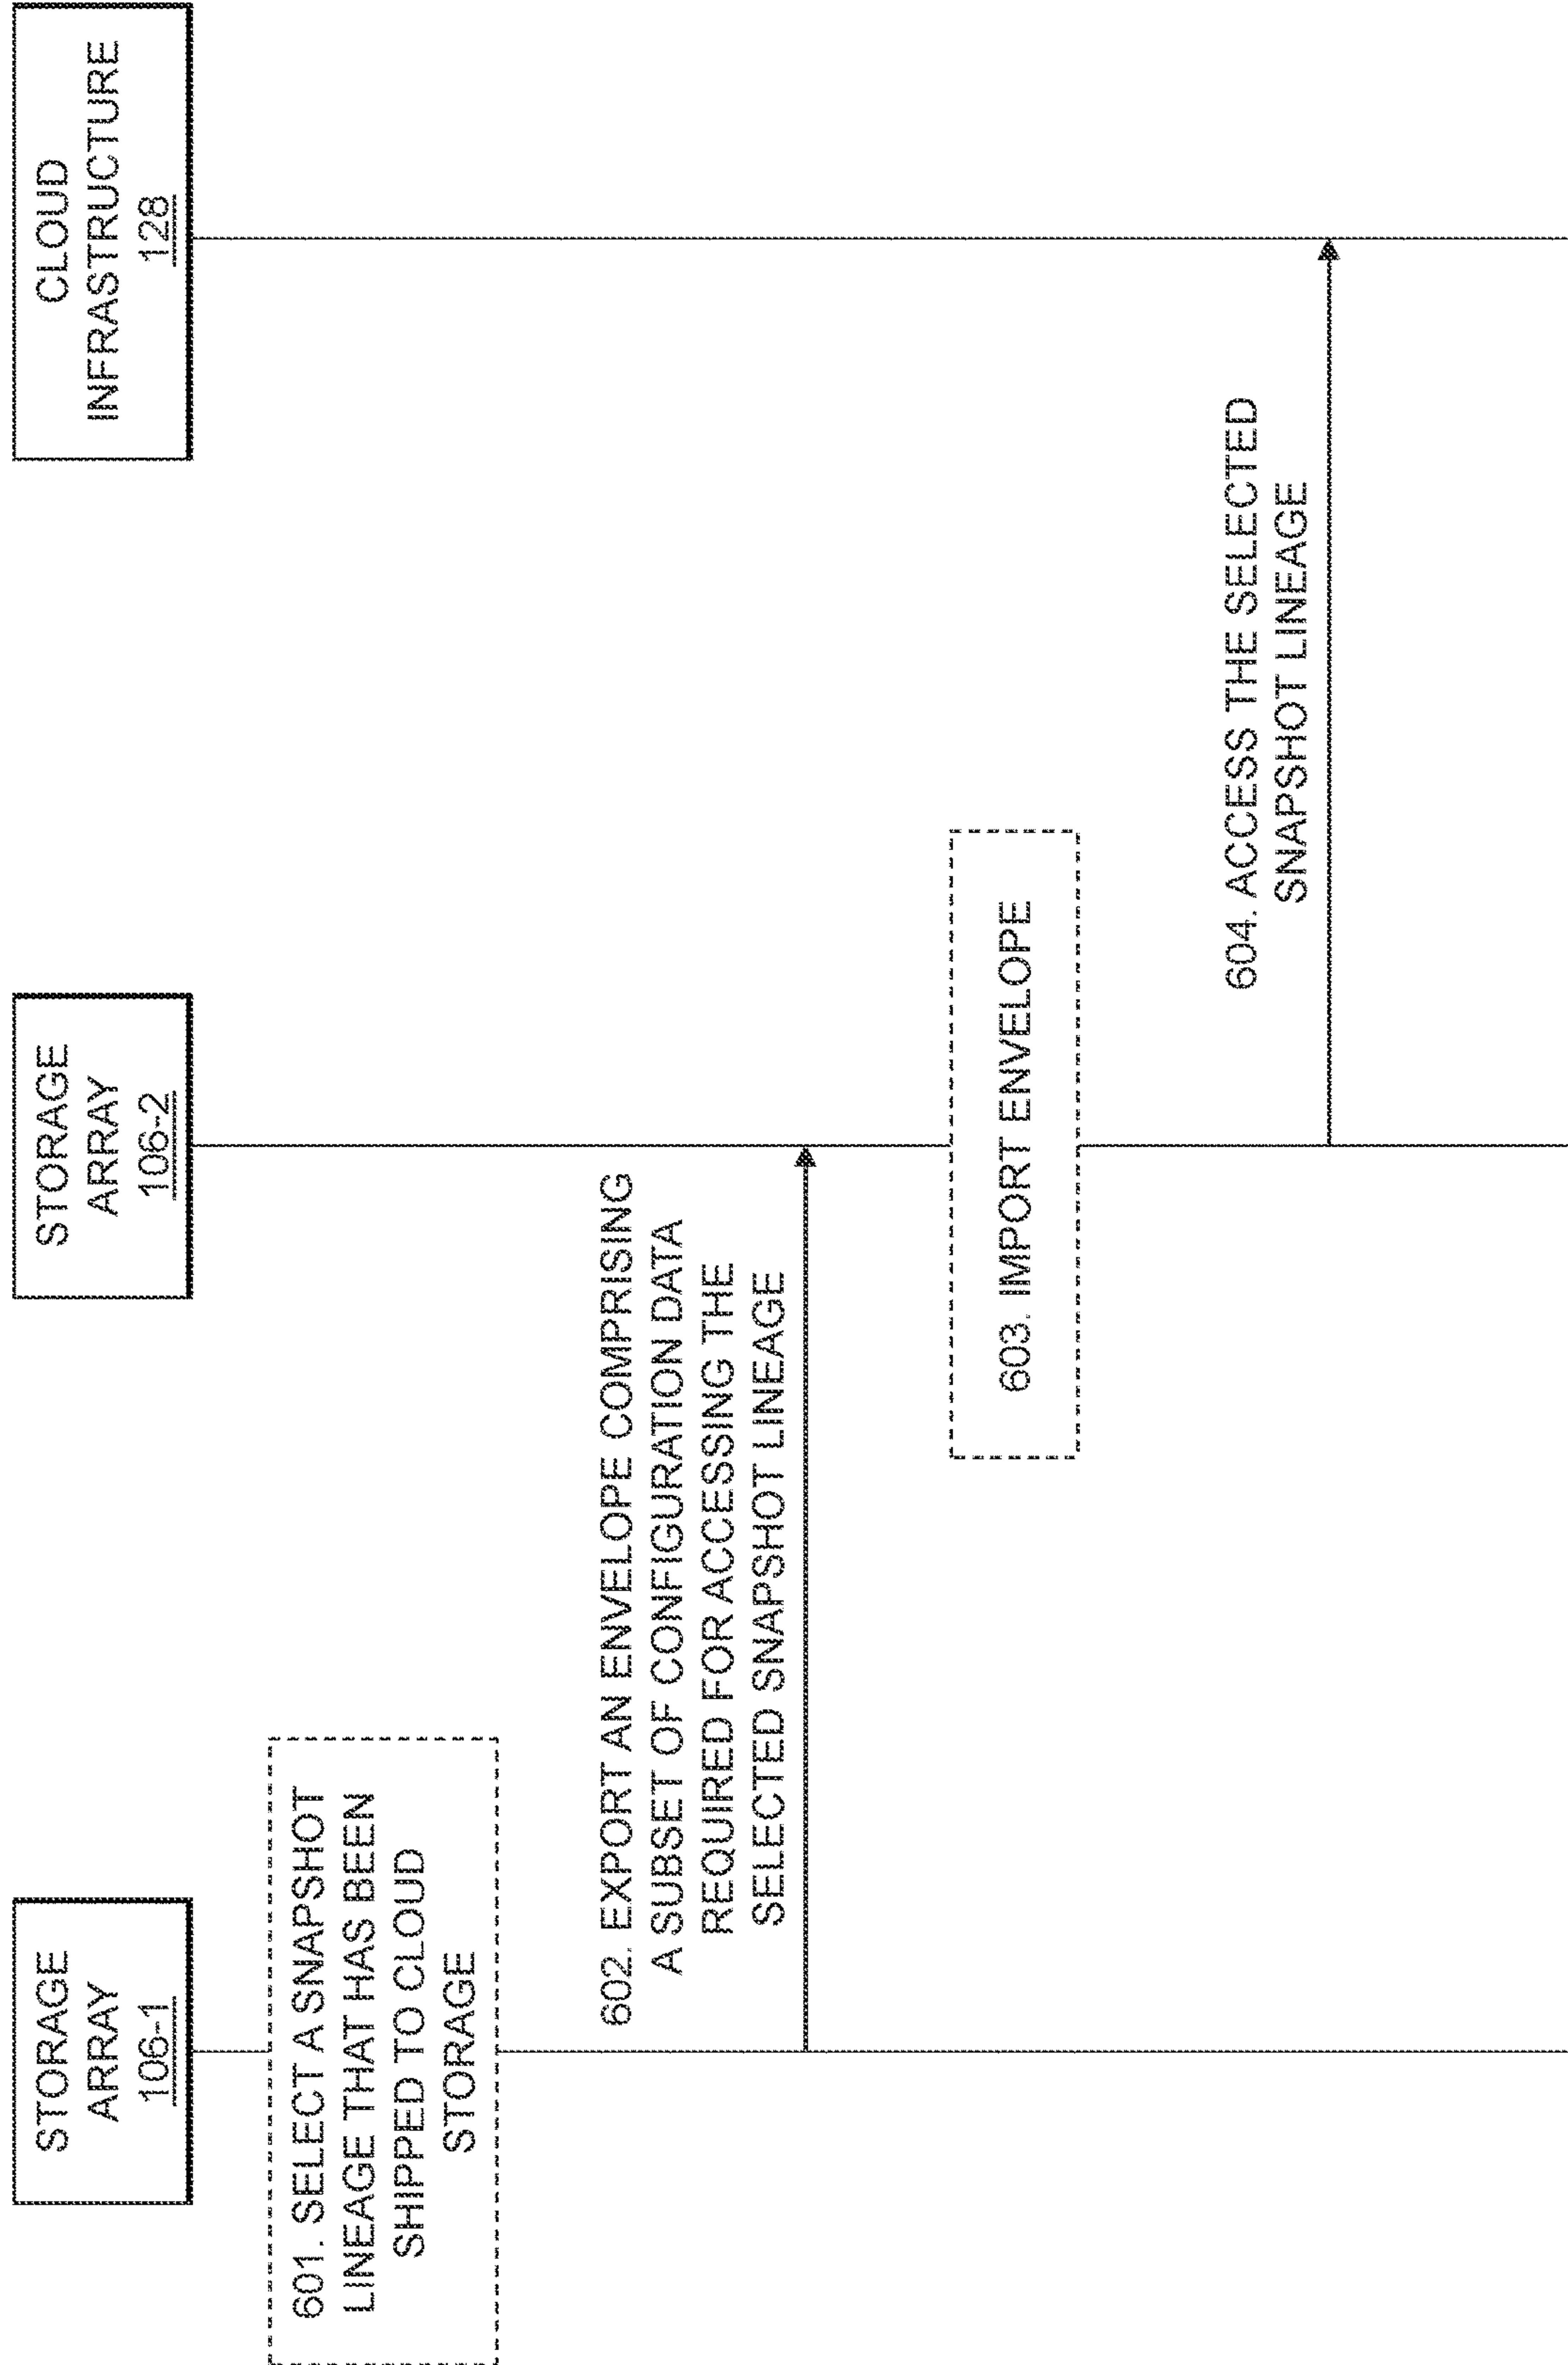 STORAGE
ARRAY
106-1
STORAGE
ARRAY
106-2
CLOUD
INFRASTRUCTURE
128
601. SELECT A SNAPSHOT
LINEAGE THAT HAS BEEN
SHIPPED TO CLOUD
STORAGE
602. EXPORT AN ENVELOPE COMPRISING
A SUBSET OF CONFIGURATION DATA
REQUIRED FOR ACCESSING THE
SELECTED SNAPSHOT LINEAGE
603. IMPORT ENVELOPE
604. ACCESS THE SELECTED
SNAPSHOT LINEAGE